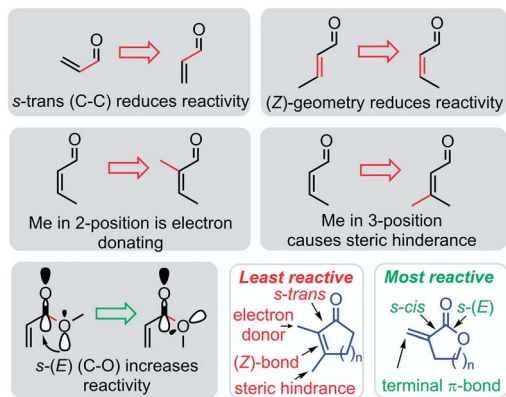 O
O
s-trans (C-C) reduces reactivity
O
O
(Z)-geometry reduces reactivity
O
O
Me in 2-position is electron
donating
O
O
Me in 3-position
causes steric hinderance
O
O
O
O
s-(E) (C-O) increases
reactivity
Least reactive
s-trans
O
electron
donor
( )n
(Z)-bond
steric hindrance
Most reactive
s-cis
O
s-(E)
O
( )n
terminal π-bond